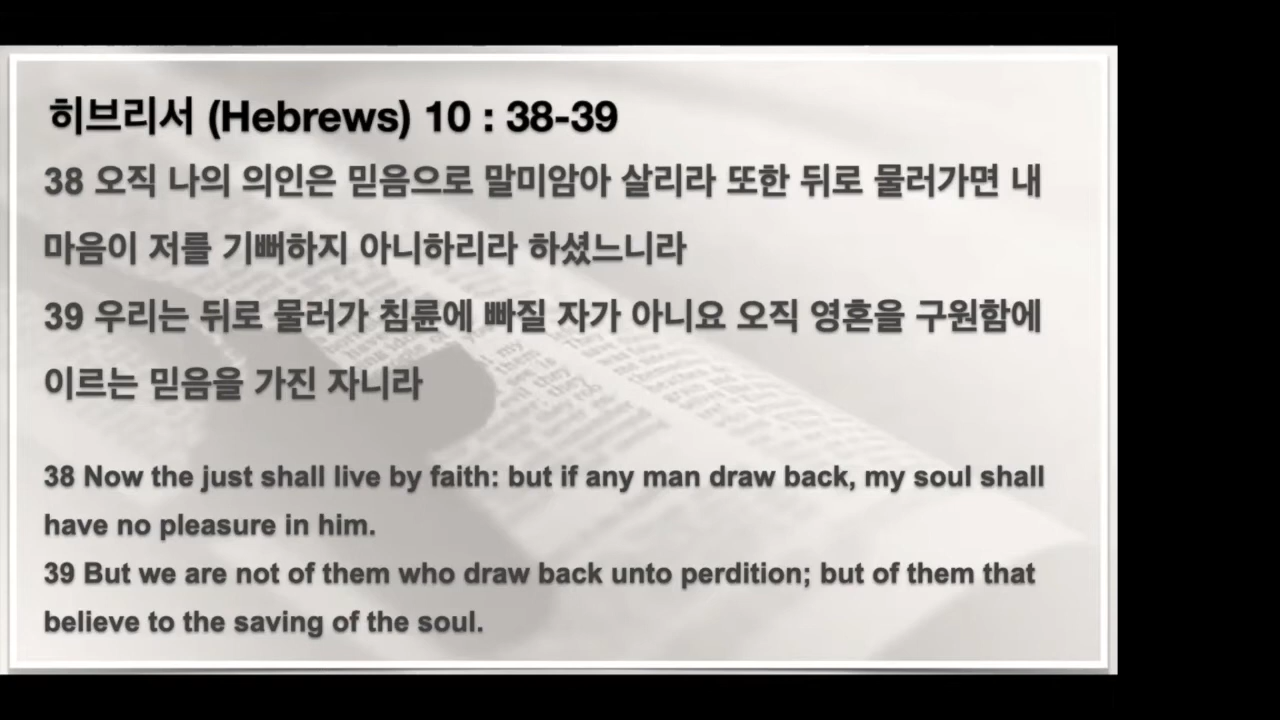 히브리서 (Hebrews) 10 : 38-39
38 오직 나의 의인은 믿음으로 말미암아 살리라 또한 뒤로 물러가면 내
마음이 저를 기뻐하지 아니하리라 하셨느니라
39 우리는 뒤로 물러가 침륜에 빠질 자가 아니요 오직 영혼을 구원함에
이르는 믿음을 가진 자니라
38 Now the just shall live by faith: but if any man draw back, my soul shall
have no pleasure in him.
39 But we are not of them who draw back unto perdition; but of them that
believe to the saving of the soul.